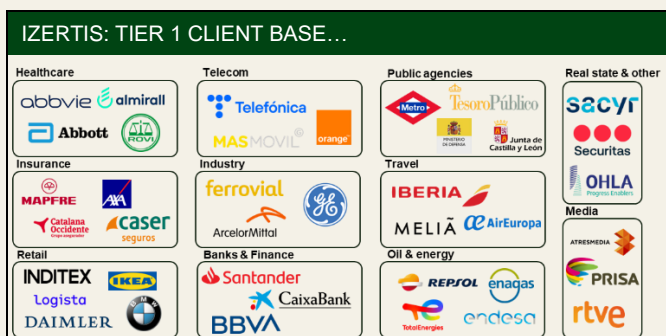 IZERTIS: TIER 1 CLIENT BASE…
Healthcare
abbvie
almirall
Abbott
ROVI
Telecom
Telefónica
MASMOVIL
orange
Public agencies
Metro
TesoroPúblico
MINISTERIO
DE DEFENSA
Junta de
Castilla y León
Real state & other
sacyr
Securitas
OHLA
Progress Enablers
Insurance
MAPFRE
AXA
Catalana
Occidente
caser
seguros
Industry
ferrovial
GE
ArcelorMittal
Travel
IBERIA
MELIÃ
AirEuropa
Media
ATRESMEDIA
PRISA
rtve
Retail
INDITEX
IKEA
Logista
DAIMLER
BMW
Banks & Finance
Santander
CaixaBank
BBVA
Oil & energy
REPSOL
enagas
TotalEnergies
endesa